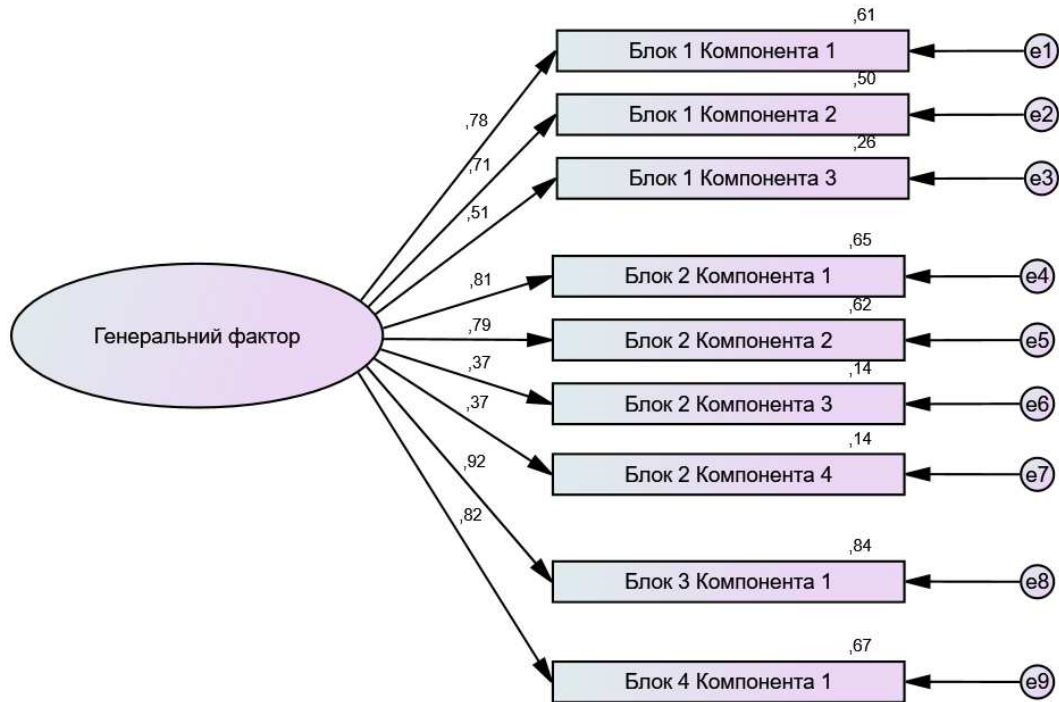 ,61
Блок 1 Компонента 1
e1
,50
Блок 1 Компонента 2
e2
,26
Блок 1 Компонента 3
e3
,78
,71
,51
,65
Блок 2 Компонента 1
e4
,81
,62
Блок 2 Компонента 2
e5
,79
Генеральний фактор
,14
Блок 2 Компонента 3
e6
,37
,14
Блок 2 Компонента 4
e7
,37
,92
,82
,84
Блок 3 Компонента 1
e8
,67
Блок 4 Компонента 1
e9